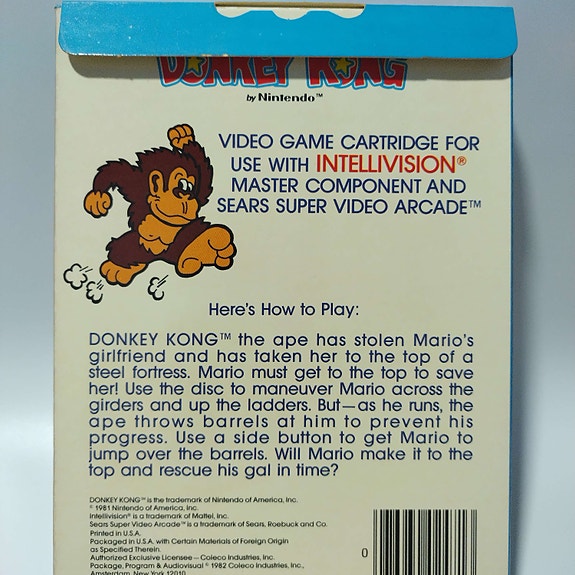 DONKEY KONG
by Nintendo™
VIDEO GAME CARTRIDGE FOR
USE WITH INTELLIVISION®
MASTER COMPONENT AND
SEARS SUPER VIDEO ARCADE™
Here's How to Play:
DONKEY KONG™ the ape has stolen Mario's
girlfriend and has taken her to the top of a
steel fortress. Mario must get to the top to save
her! Use the disc to maneuver Mario across the
girders and up the ladders. But—as he runs, the
ape throws barrels at him to prevent his
progress. Use a side button to get Mario to
jump over the barrels. Will Mario make it to the
top and rescue his gal in time?
DONKEY KONG™ is the trademark of Nintendo of America, Inc.
© 1981 Nintendo of America, Inc.
Intellivision® is a trademark of Mattel, Inc.
Sears Super Video Arcade™ is a trademark of Sears, Roebuck and Co.
Printed in U.S.A.
Packaged in U.S.A. with Certain Materials of Foreign Origin
as Specified Therein.
Authorized Exclusive Licensee—Coleco Industries, Inc.
Package, Program & Audiovisual © 1982 Coleco Industries, Inc.,
Amsterdam, New York 12010
0